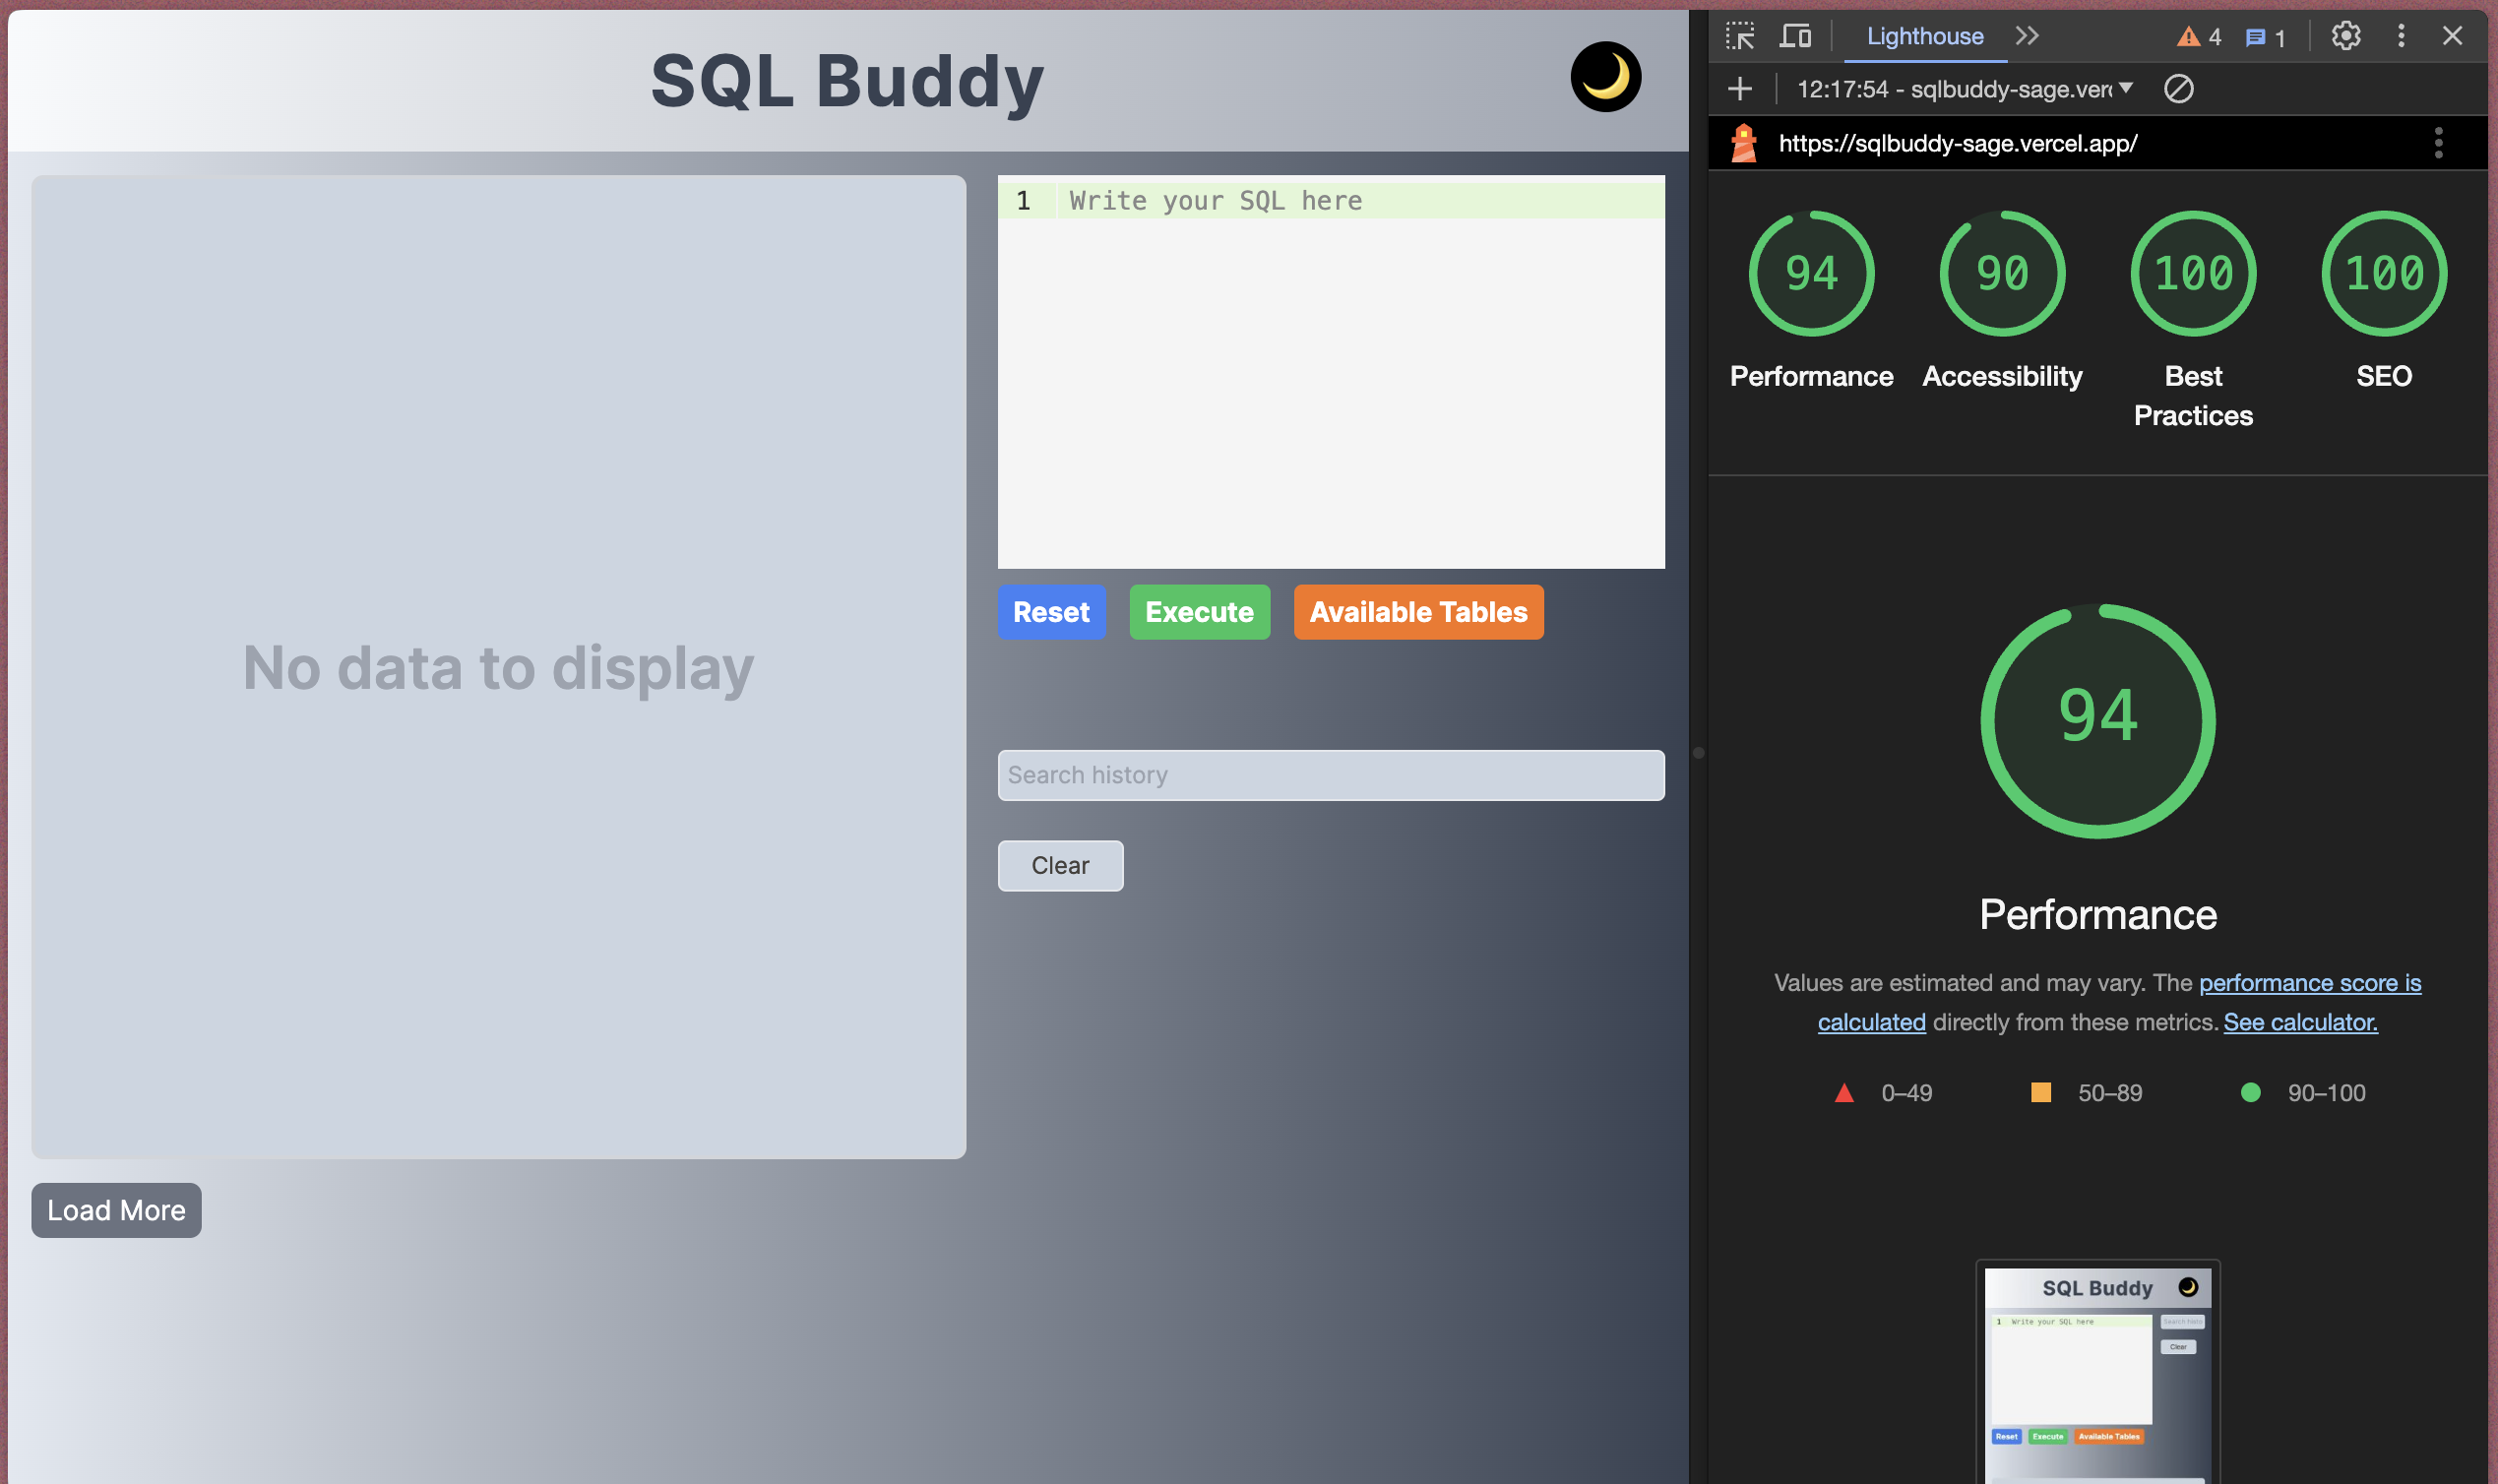 SQL Buddy
1 Write your SQL here
No data to display
Reset Execute Available Tables
Search history
Clear
Load More
Lighthouse
4
1
12:17:54 - sqlbuddy-sage.verc
https://sqlbuddy-sage.vercel.app/
94 90 100 100
Performance Accessibility Best Practices SEO
94
Performance
Values are estimated and may vary. The performance score is
calculated directly from these metrics. See calculator.
0–49 50–89 90–100
SQL Buddy
1 Write your SQL here
Search histo
Clear
Reset Execute Available Tables